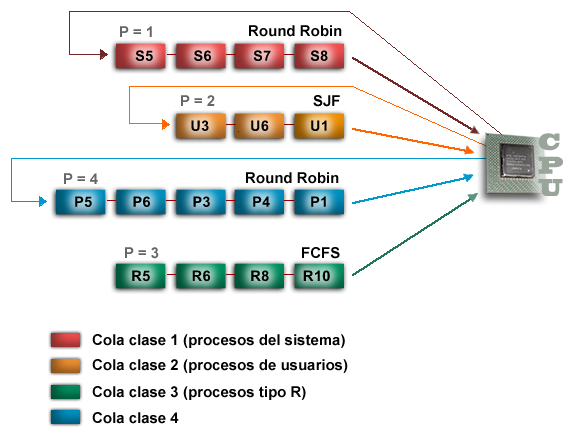 P = 1 Round Robin
S5 S6 S7 S8
P = 2 SJF
U3 U6 U1
CPU
P = 4 Round Robin
P5 P6 P3 P4 P1
P = 3 FCFS
R5 R6 R8 R10
Cola clase 1 (procesos del sistema)
Cola clase 2 (procesos de usuarios)
Cola clase 3 (procesos tipo R)
Cola clase 4